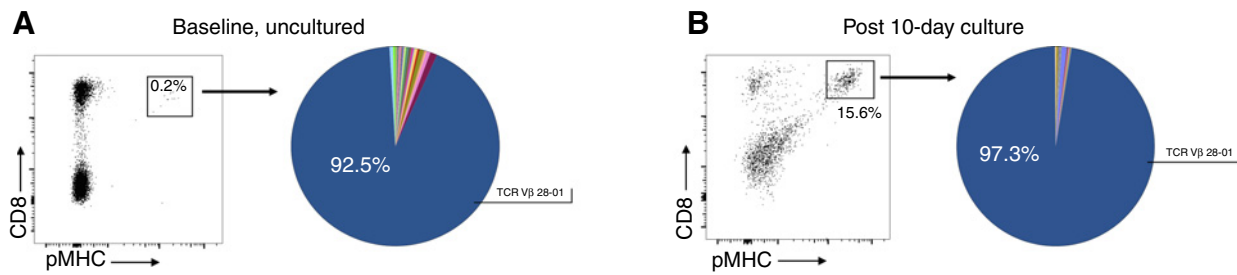 A
Baseline, uncultured
0.2%
CD8
pMHC
92.5%
TCR Vβ 28-01
B
Post 10-day culture
15.6%
CD8
pMHC
97.3%
TCR Vβ 28-01